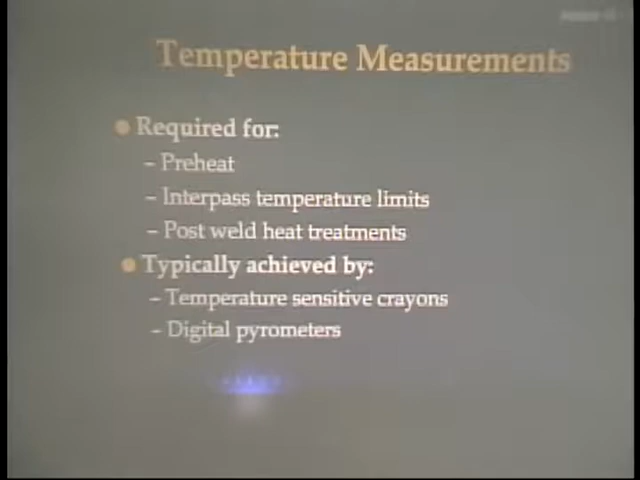 Temperature Measurements
● Required for:
– Preheat
– Interpass temperature limits
– Post weld heat treatments
● Typically achieved by:
– Temperature sensitive crayons
– Digital pyrometers